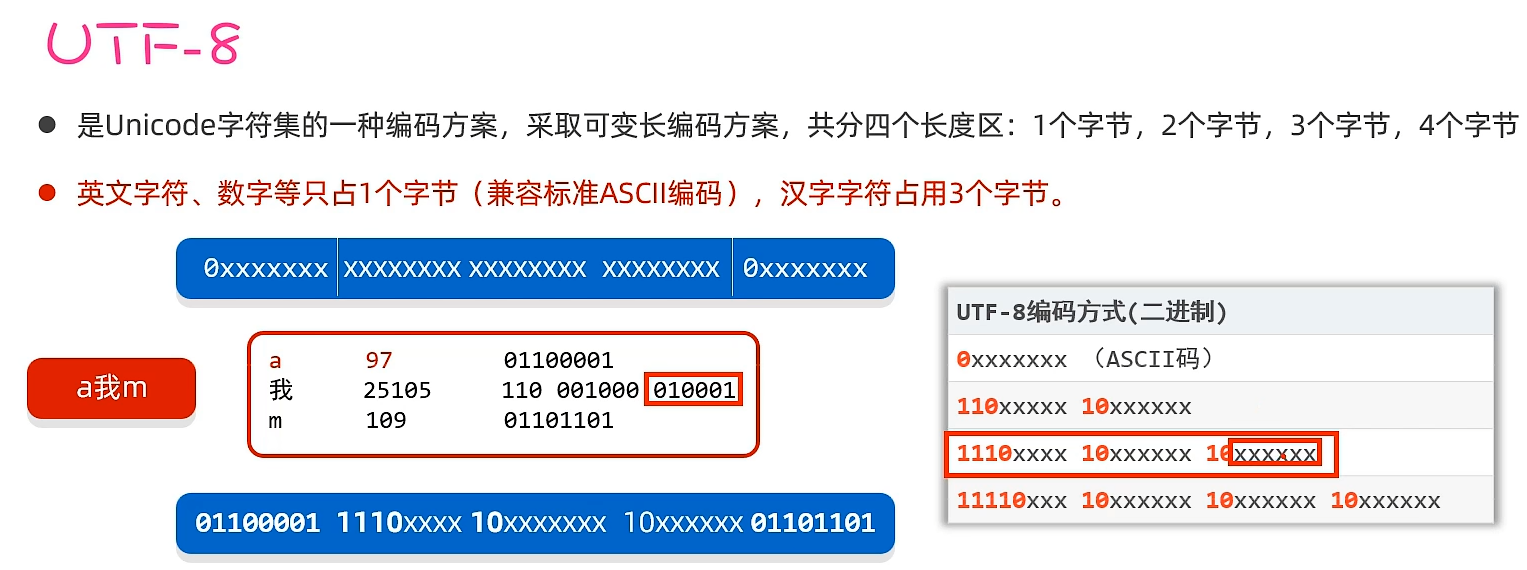 UTF-8
是Unicode字符集的一种编码方案，采取可变长编码方案，共分四个长度区：1个字节，2个字节，3个字节，4个字节
英文字符、数字等只占1个字节（兼容标准ASCII编码），汉字字符占用3个字节。
0xxxxxxx xxxxxxxx xxxxxxxx xxxxxxxx 0xxxxxxx
a我m
a 97 01100001
我 25105 110 001000 010001
m 109 01101101
01100001 1110xxxx 10xxxxxxx 10xxxxxx 01101101
UTF-8编码方式(二进制)
0xxxxxxx （ASCII码）
110xxxxx 10xxxxxx
1110xxxx 10xxxxxx 10xxxxxx
11110xxx 10xxxxxx 10xxxxxx 10xxxxxx